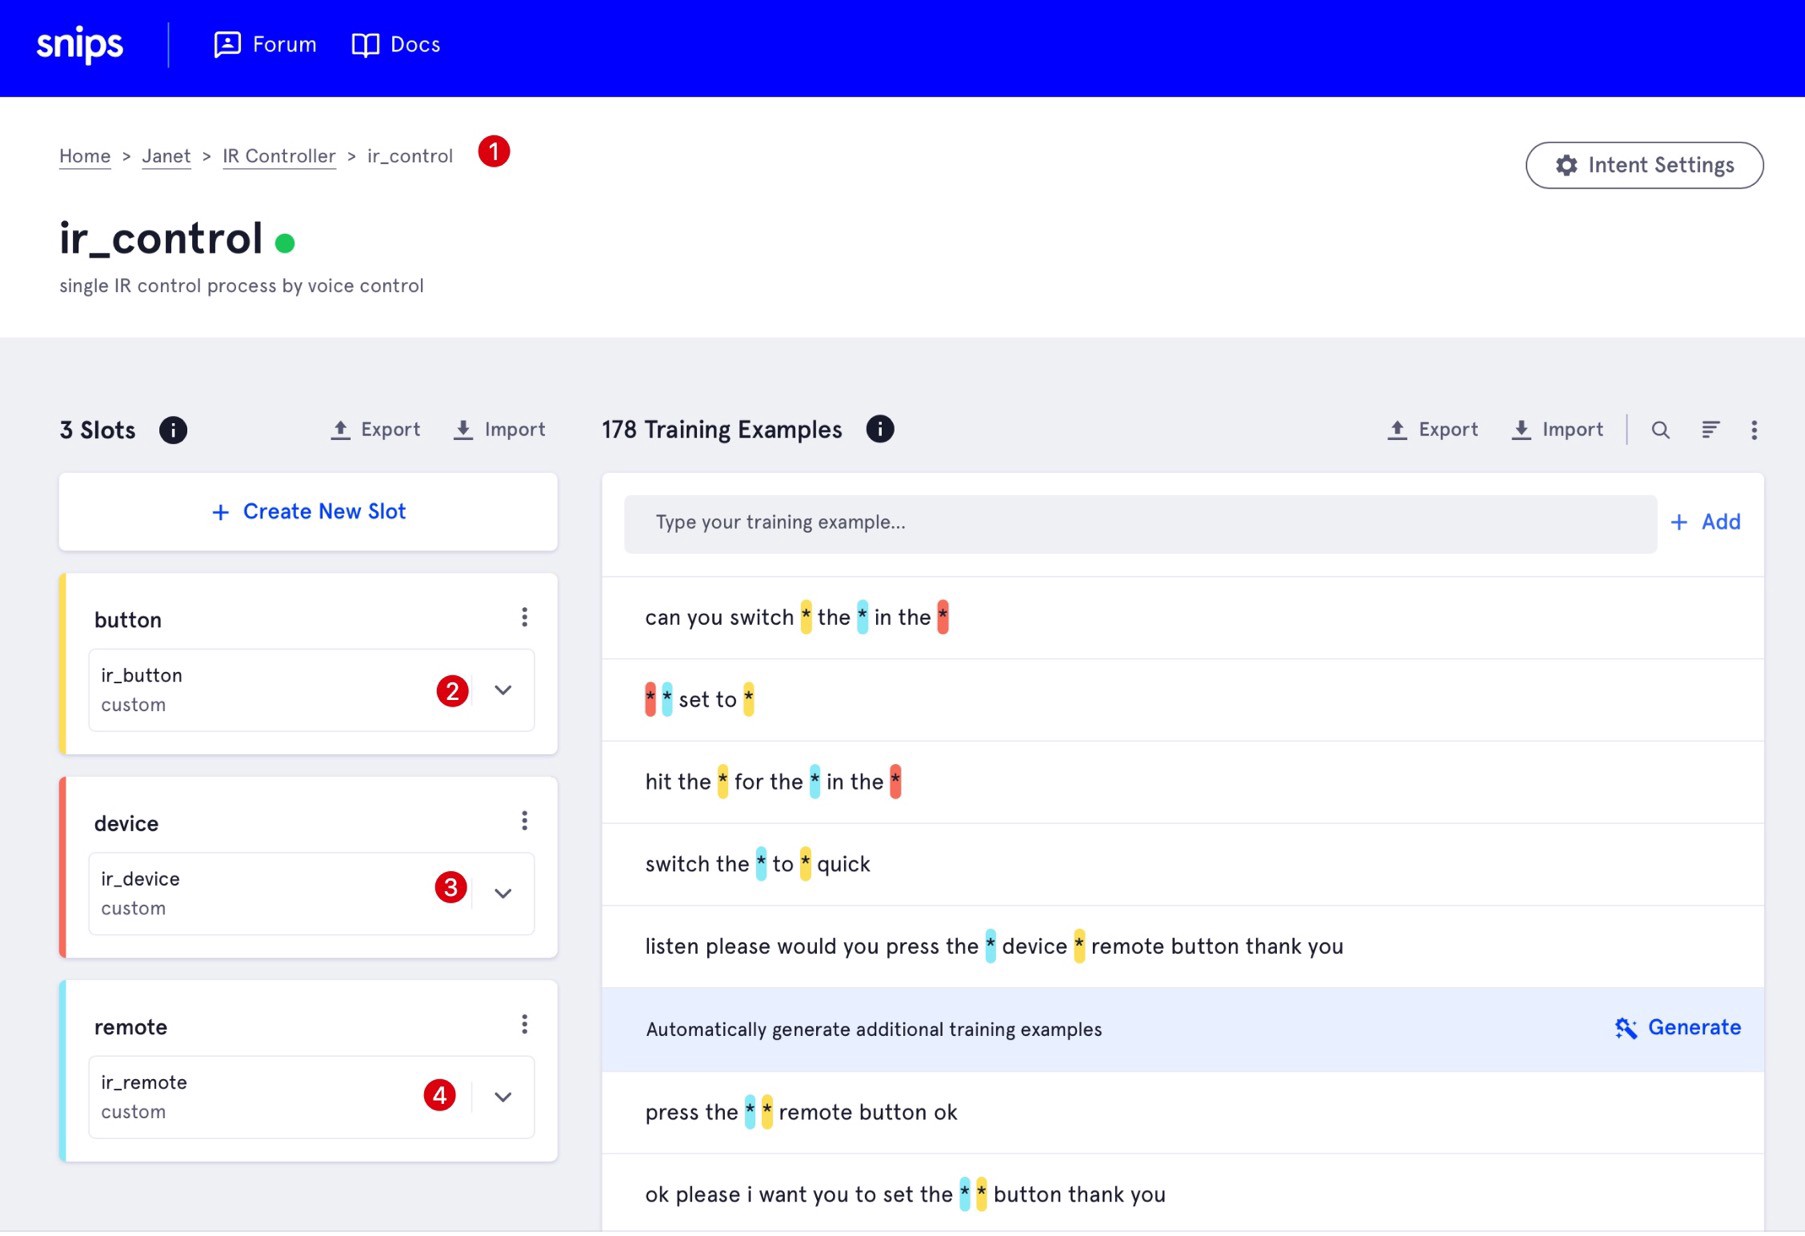 snips Forum Docs
Home > Janet > IR Controller > ir_control 1
Intent Settings
ir_control
single IR control process by voice control
3 Slots i Export Import
+ Create New Slot
button
ir_button
custom
2
device
ir_device
custom
3
remote
ir_remote
custom
4
178 Training Examples i Export Import
Type your training example... + Add
can you switch * the * in the *
* * set to *
hit the * for the * in the *
switch the * to * quick
listen please would you press the * device * remote button thank you
Automatically generate additional training examples Generate
press the * * remote button ok
ok please i want you to set the * * button thank you